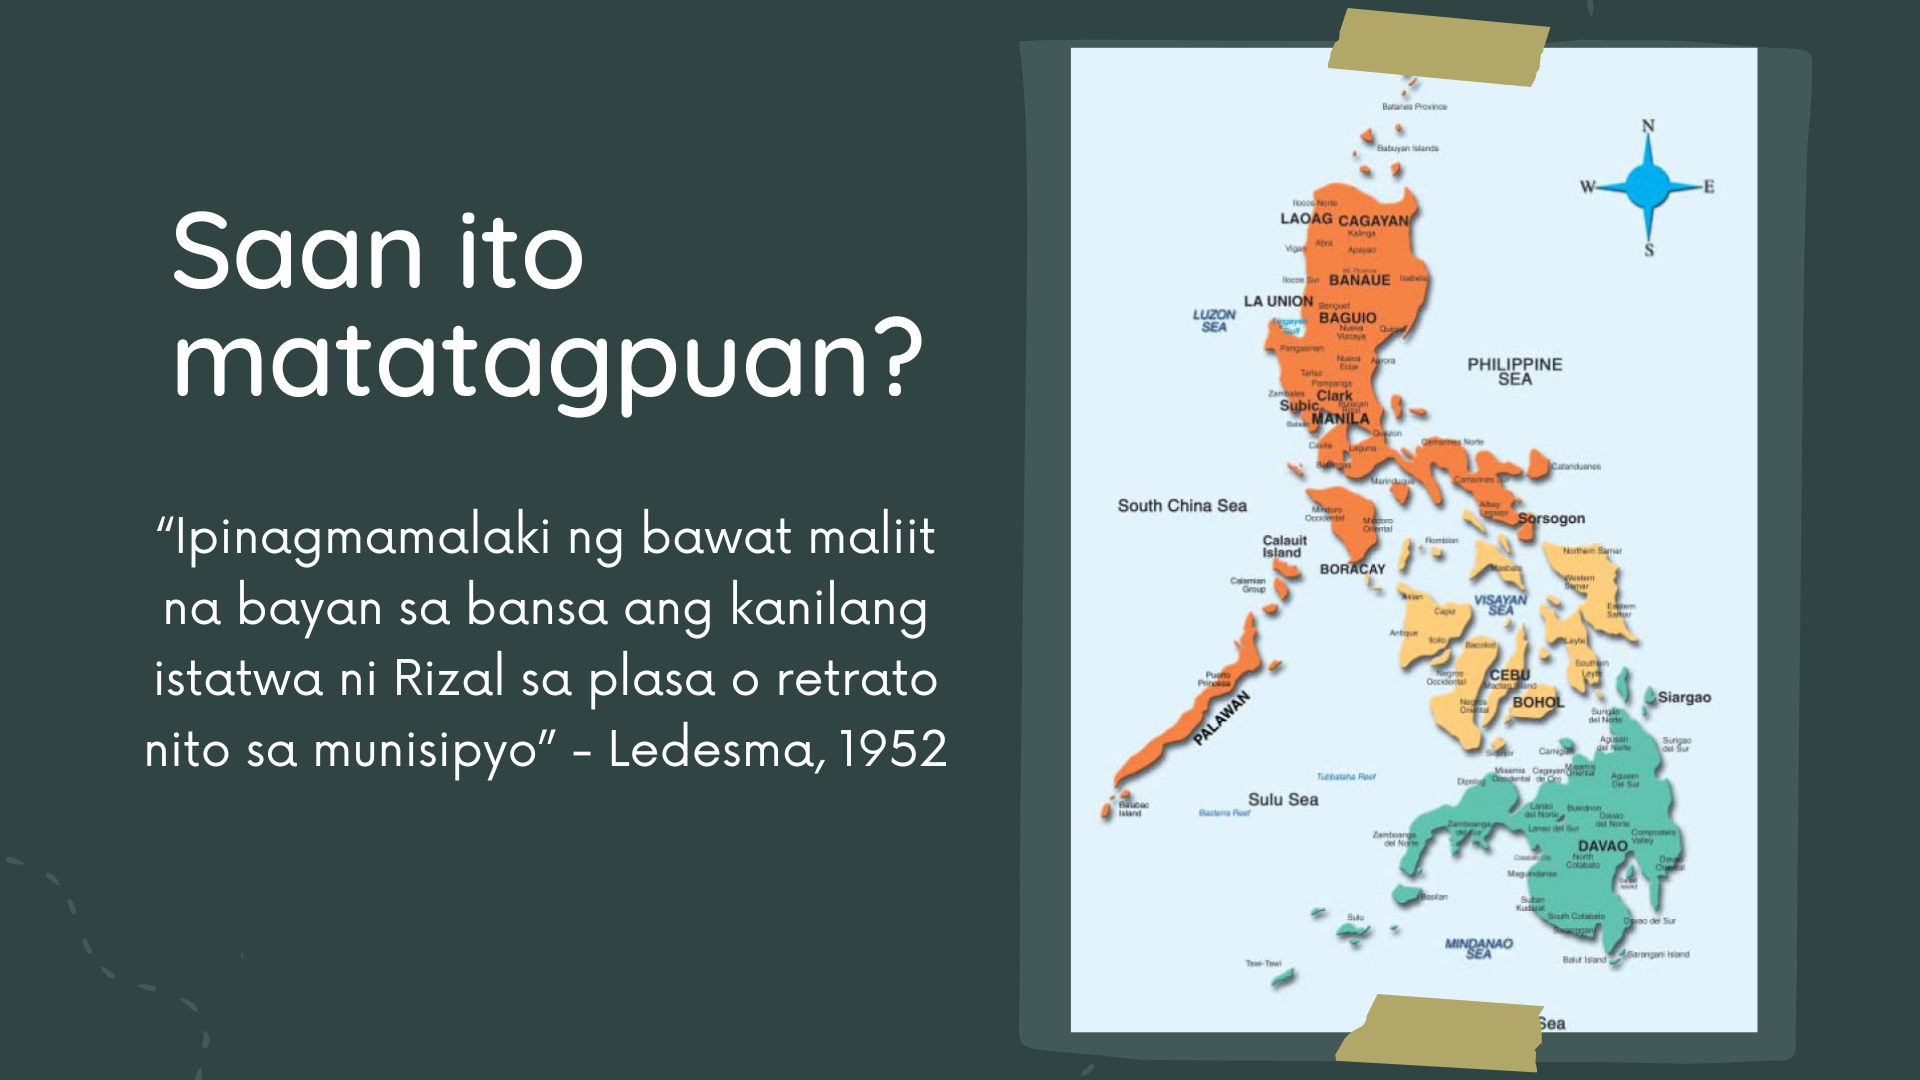 Saan ito
matatagpuan?
“Ipinagmamalaki ng bawat maliit
na bayan sa bansa ang kanilang
istatwa ni Rizal sa plasa o retrato
nito sa munisipyo” - Ledesma, 1952
Batanes Province
Babuyan Islands
N
W
E
S
Ilocos Norte
LAOAG
CAGAYAN
Kalinga
Abra
Vigan
Apayao
Ilocos Sur
BANAUE
Isabela
LA UNION
Benguet
BAGUIO
LUZON
SEA
Lingayen
Gulf
Nueva
Vizcaya
Pangasinan
PHILIPPINE
SEA
Nueva
Ecija
Aurora
Tarlac
Pampanga
Zambales
Clark
Subic
MANILA
Quezon
Cavite
Laguna
Batangas
Camarines Norte
Catanduanes
Marinduque
Camarines Sur
South China Sea
Albay
Legaspi
Mindoro
Occidental
Mindoro
Oriental
Sorsogon
Calauit
Island
Romblon
Northern Samar
BORACAY
Masbate
Calamian
Group
Western
Samar
Aklan
VISAYAN
SEA
Capiz
Eastern
Samar
Antique
Iloilo
Bacolod
Leyte
Southern
Leyte
Puerto
Princesa
Negros
Occidental
CEBU
Mactan Island
Negros
Oriental
BOHOL
Siargao
PALAWAN
Surigao
del Norte
Agusan
del Norte
Surigao
del Sur
Siquijor
Camiguin
Misamis
Occidental
Cagayan
de Oro
Misamis
Oriental
Tubbataha Reef
Dipolog
Agusan
Del Sur
Sulu Sea
Balabac
Island
Basterra Reef
Lanao
del Norte
Bukidnon
Davao
del Norte
Zamboanga
del Sur
Lanao del Sur
Zamboanga
del Norte
Compostela
Valley
DAVAO
North
Cotabato
Maguindanao
Basilan
Sultan
Kudarat
South Cotabato
Davao del Sur
Sulu
Sarangani
MINDANAO
SEA
Balut Island
Sarangani Island
Tawi-Tawi
Sea